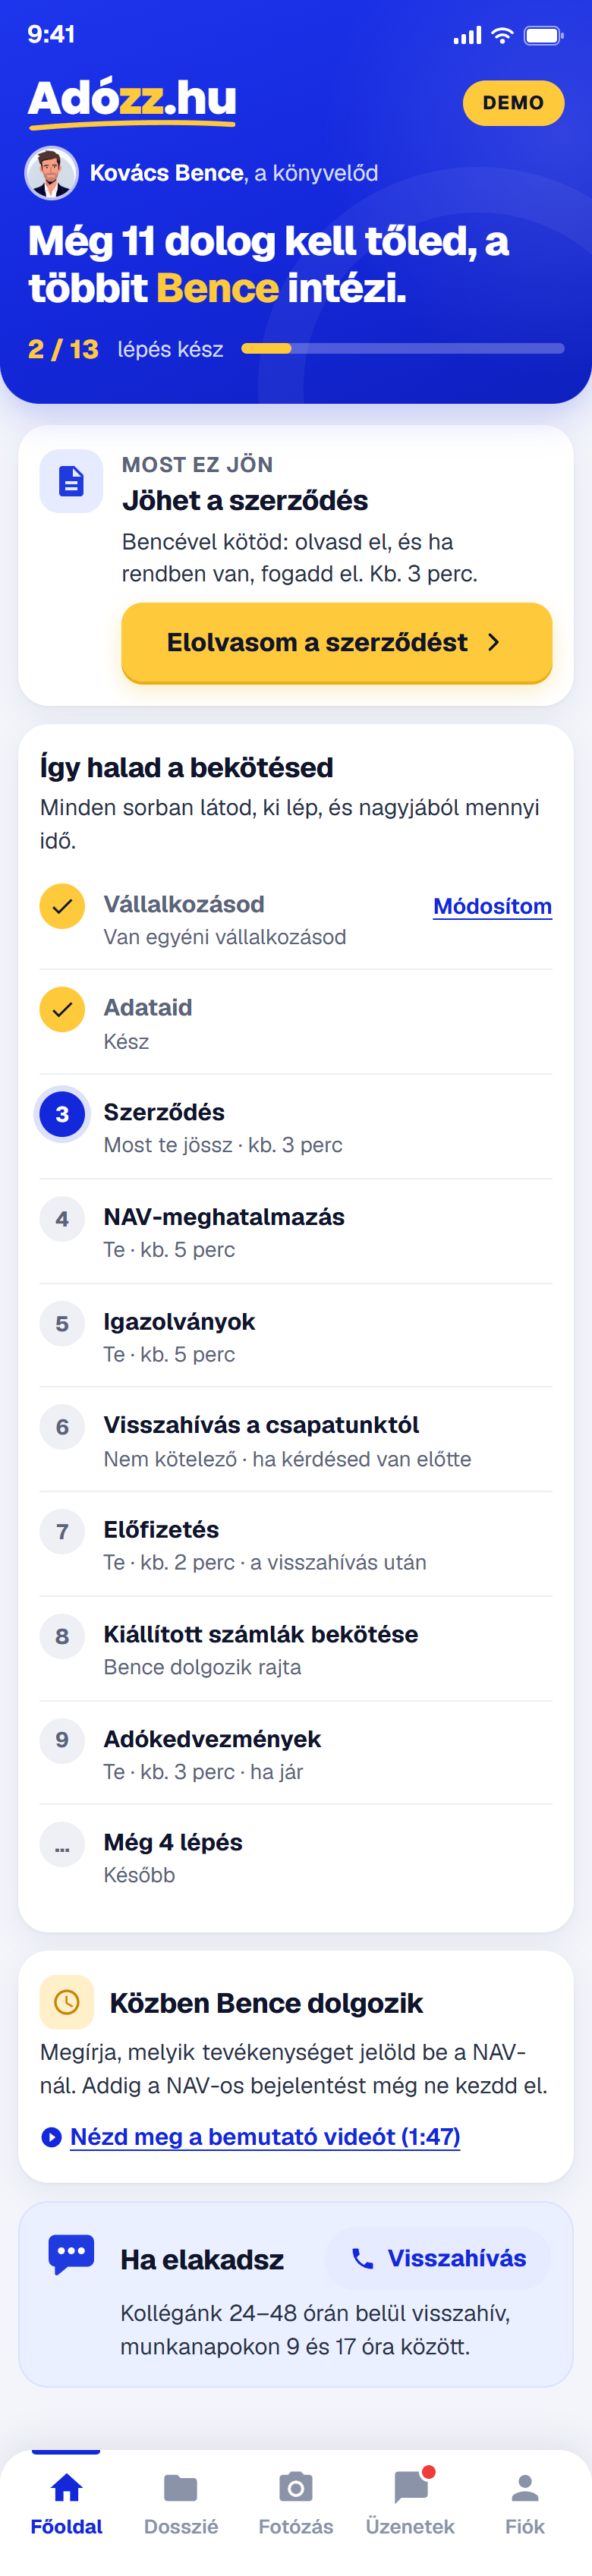 9:41
Adózz.hu
DEMO
Kovács Bence, a könyvelőd
Még 11 dolog kell tőled, a
többit Bence intézi.
2 / 13 lépés kész
MOST EZ JÖN
Jöhet a szerződés
Bencével kötöd: olvasd el, és ha
rendben van, fogadd el. Kb. 3 perc.
Elolvasom a szerződést
Így halad a bekötésed
Minden sorban látod, ki lép, és nagyjából mennyi
idő.
Vállalkozásod
Módosítom
Van egyéni vállalkozásod
Adataid
Kész
3 Szerződés
Most te jössz · kb. 3 perc
4 NAV-meghatalmazás
Te · kb. 5 perc
5 Igazolványok
Te · kb. 5 perc
6 Visszahívás a csapatunktól
Nem kötelező · ha kérdésed van előtte
7 Előfizetés
Te · kb. 2 perc · a visszahívás után
8 Kiállított számlák bekötése
Bence dolgozik rajta
9 Adókedvezmények
Te · kb. 3 perc · ha jár
... Még 4 lépés
Később
Közben Bence dolgozik
Megírja, melyik tevékenységet jelöld be a NAV-
nál. Addig a NAV-os bejelentést még ne kezdd el.
Nézd meg a bemutató videót (1:47)
Ha elakadsz
Visszahívás
Kollégánk 24–48 órán belül visszahív,
munkanapokon 9 és 17 óra között.
Főoldal Dosszié Fotózás Üzenetek Fiók